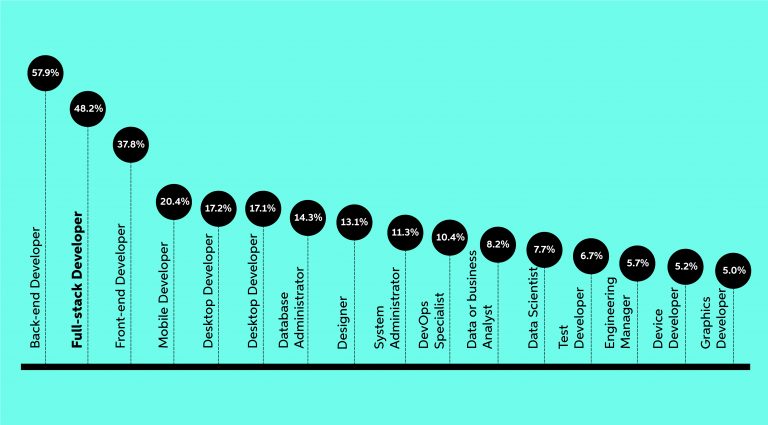 57.9%
48.2%
37.8%
20.4%
17.2%
17.1%
14.3%
13.1%
11.3%
10.4%
8.2%
7.7%
6.7%
5.7%
5.2%
5.0%
Back-end Developer
Full-stack Developer
Front-end Developer
Mobile Developer
Desktop Developer
Desktop Developer
Database
Administrator
Designer
System
Administrator
DevOps
Specialist
Data or business
Analyst
Data Scientist
Test
Developer
Engineering
Manager
Device
Developer
Graphics
Developer